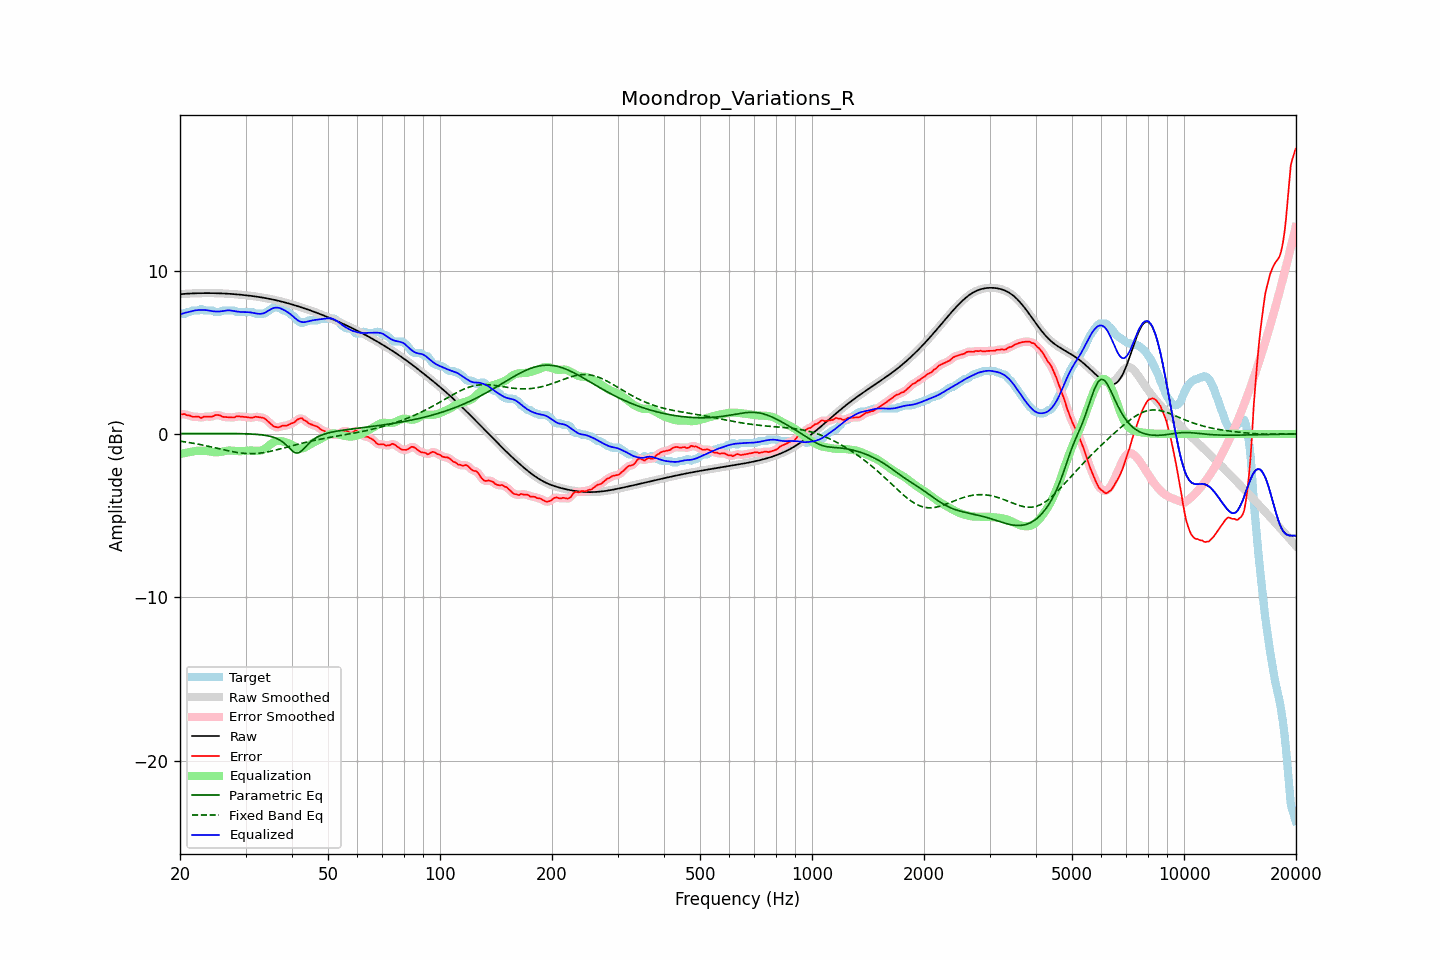 Moondrop_Variations_R
Amplitude (dBr)
10
0
−10
−20
Target
Raw Smoothed
Error Smoothed
Raw
Error
Equalization
Parametric Eq
Fixed Band Eq
Equalized
20 50 100 200 500 1000 2000 5000 10000 20000
Frequency (Hz)